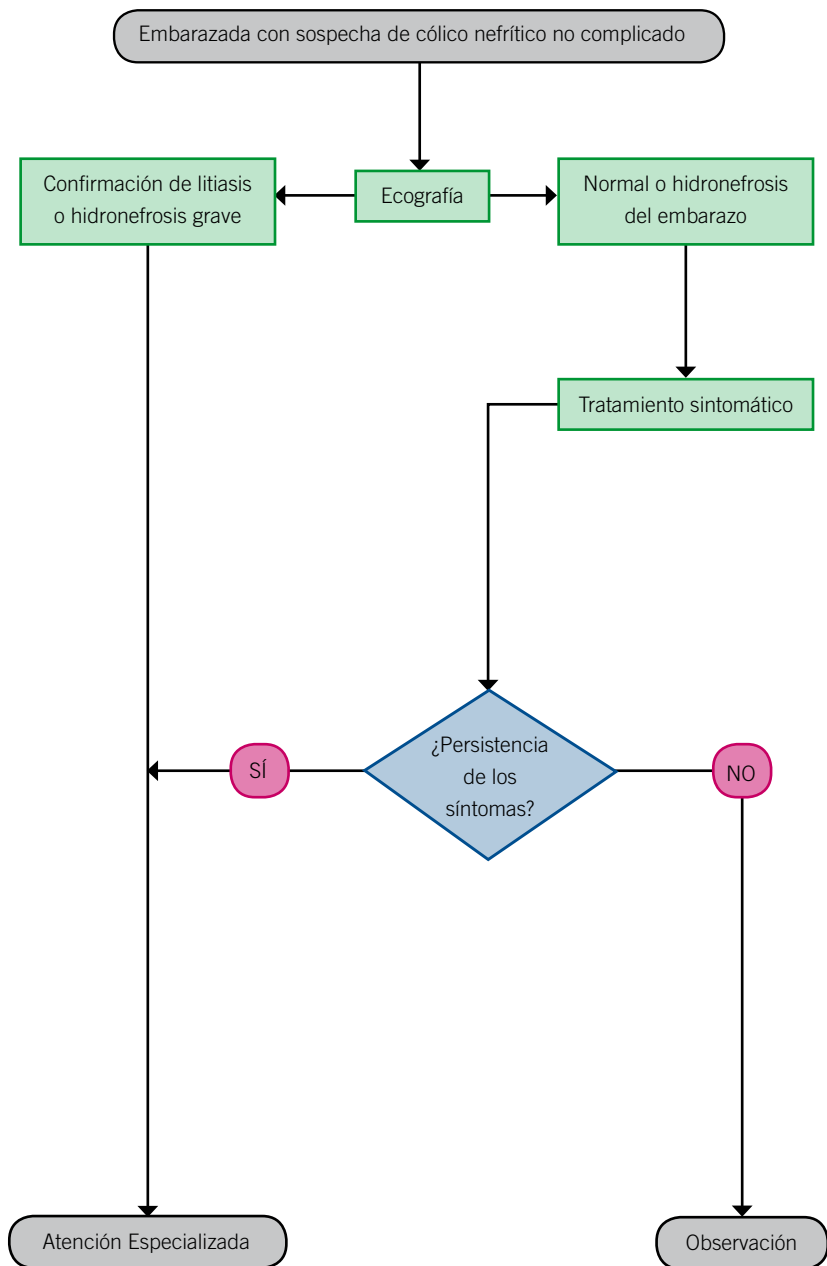 Embarazada con sospecha de cólico nefrítico no complicado
Confirmación de litiasis
o hidronefrosis grave
Ecografía
Normal o hidronefrosis
del embarazo
Tratamiento sintomático
¿Persistencia
de los
síntomas?
SÍ
NO
Atención Especializada
Observación